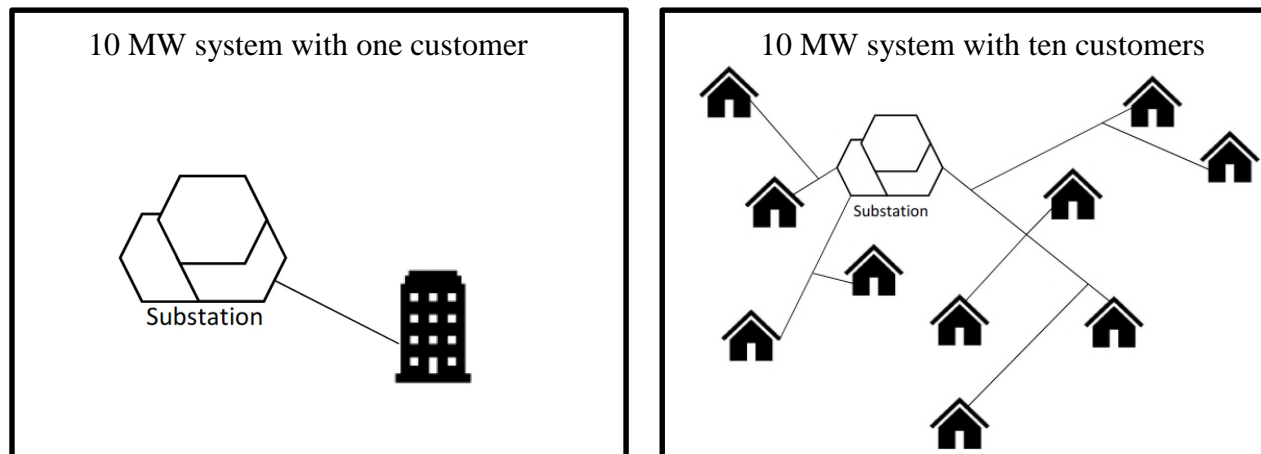 10 MW system with one customer
Substation
10 MW system with ten customers
Substation